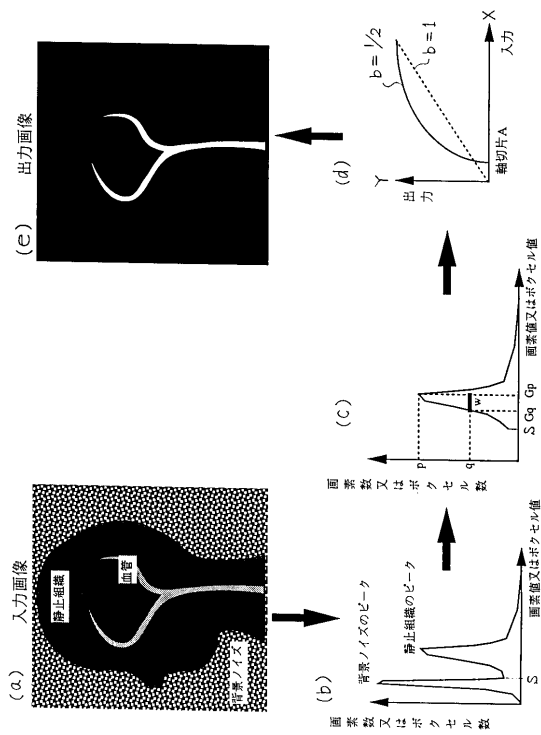 (a) 入力画像
静止組織
血管
背景ノイズ
(b)
画素数又はボクセル数
背景ノイズのピーク
静止組織のピーク
S
画素値又はボクセル値
(c)
画素数又はボクセル数
p
q
w
S Gq Gp
画素値又はボクセル値
(d)
Y
出力
b=1/2
b=1
軸切片A
X
入力
(e) 出力画像